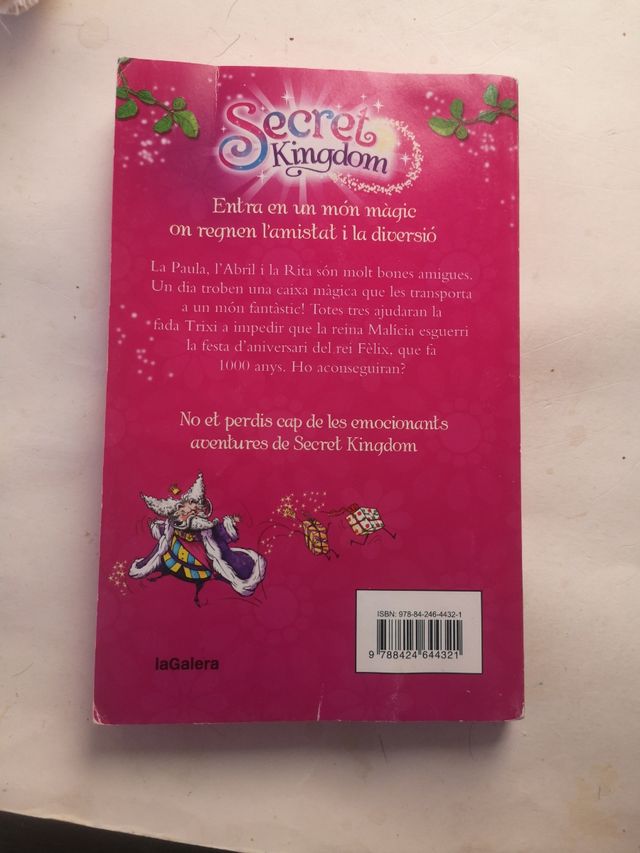 Secret
Kingdom
Entra en un món màgic
on regnen l'amistat i la diversió
La Paula, l'Abril i la Rita són molt bones amigues.
Un dia troben una caixa màgica que les transporta
a un món fantàstic! Totes tres ajudaran la
fada Trixi a impedir que la reina Malícia esguerri
la festa d'aniversari del rei Fèlix, que fa
1000 anys. Ho aconseguiran?
No et perdis cap de les emocionants
aventures de Secret Kingdom
ISBN: 978-84-246-4432-1
9 788424 644321
laGalera